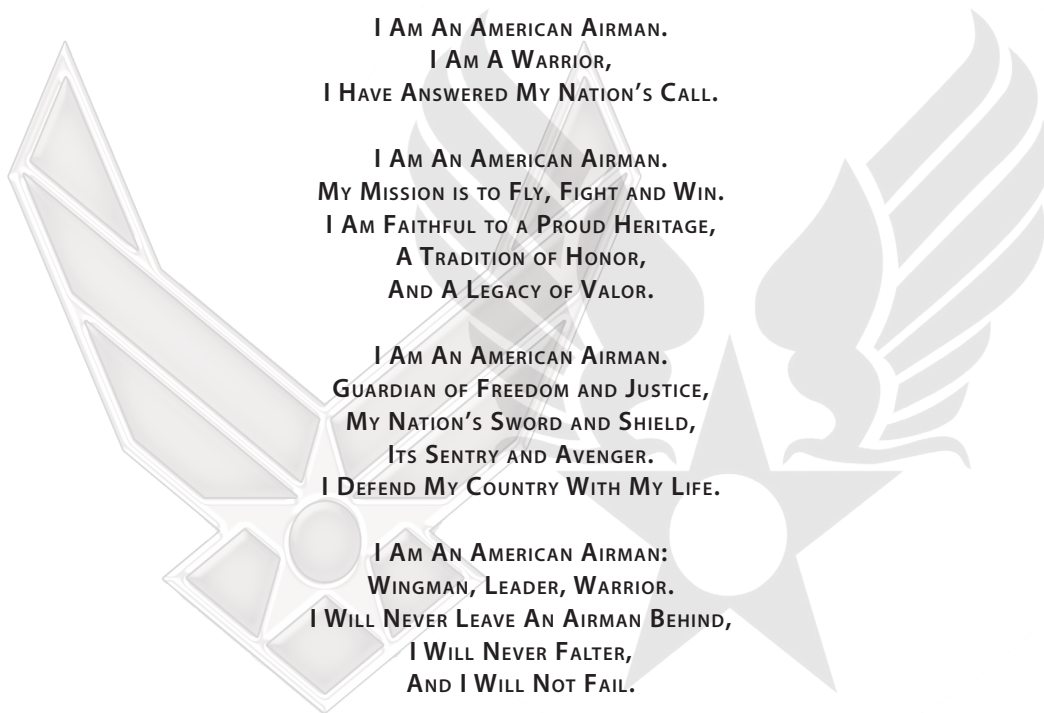 I Am An American Airman.
I Am A Warrior,
I Have Answered My Nation's Call.
I Am An American Airman.
My Mission is to Fly, Fight and Win.
I Am Faithful to a Proud Heritage,
A Tradition of Honor,
And A Legacy of Valor.
I Am An American Airman.
Guardian of Freedom and Justice,
My Nation's Sword and Shield,
Its Sentry and Avenger.
I Defend My Country With My Life.
I Am An American Airman:
Wingman, Leader, Warrior.
I Will Never Leave An Airman Behind,
I Will Never Falter,
And I Will Not Fail.